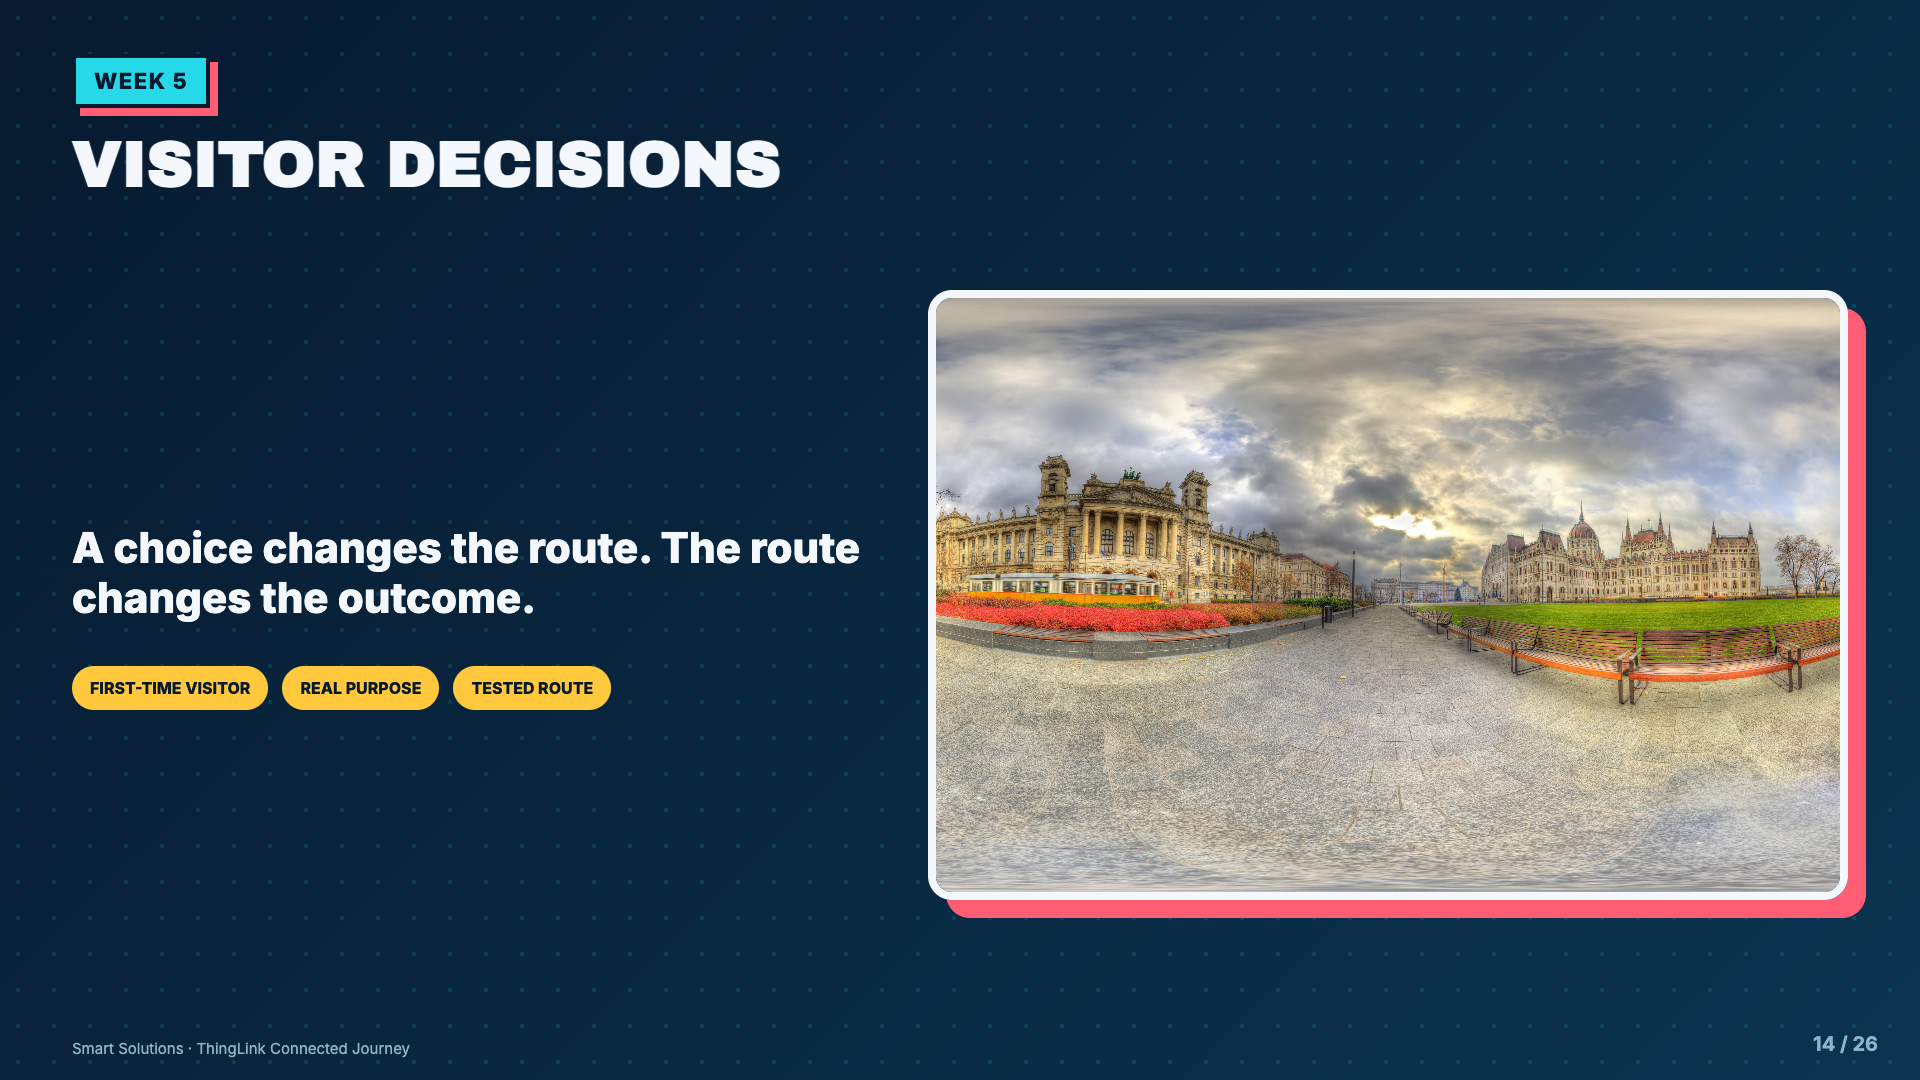 WEEK 5
VISITOR DECISIONS
A choice changes the route. The route
changes the outcome.
FIRST-TIME VISITOR
REAL PURPOSE
TESTED ROUTE
Smart Solutions · ThingLink Connected Journey
14 / 26